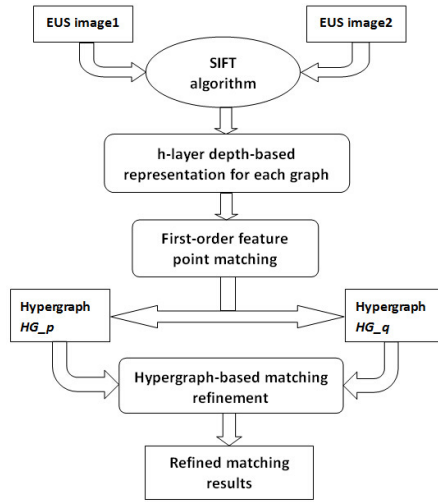 EUS image1
EUS image2
SIFT
algorithm
h-layer depth-based
representation for each graph
First-order feature
point matching
Hypergraph
HG_p
Hypergraph
HG_q
Hypergraph-based matching
refinement
Refined matching
results